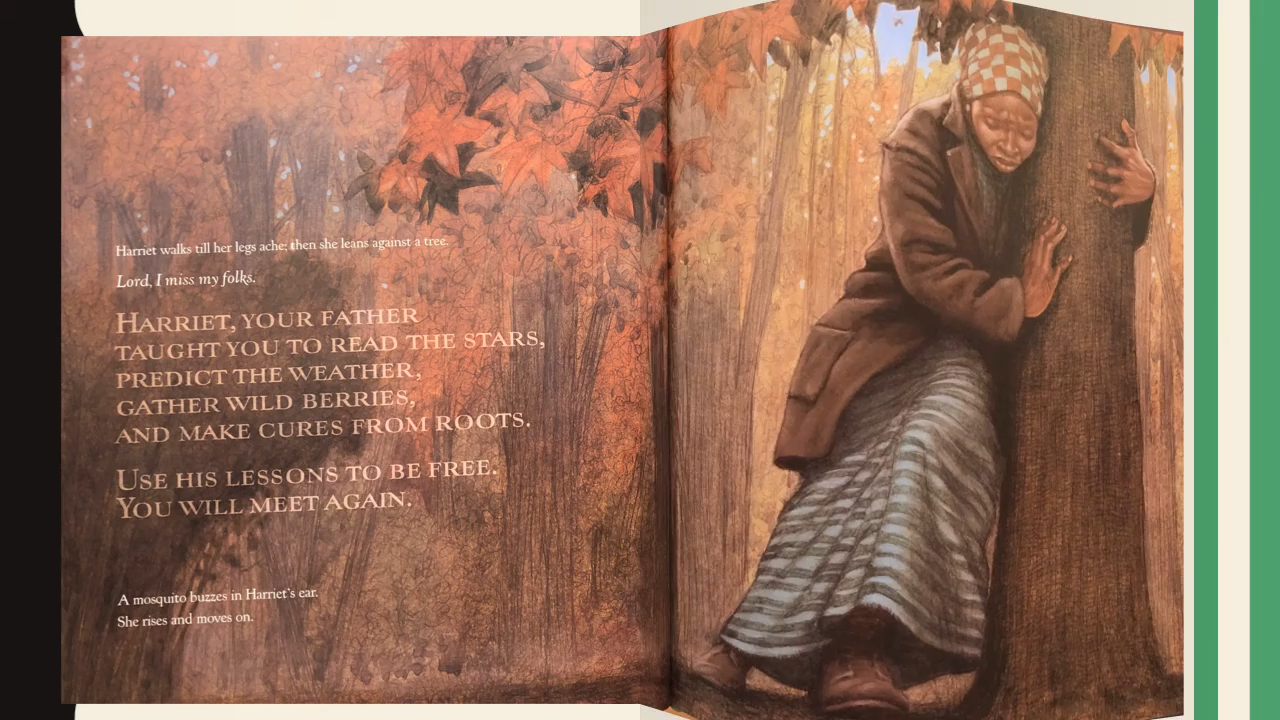 Harriet walks till her legs ache; then she leans against a tree.
Lord, I miss my folks.
HARRIET, YOUR FATHER
TAUGHT YOU TO READ THE STARS,
PREDICT THE WEATHER,
GATHER WILD BERRIES,
AND MAKE CURES FROM ROOTS.
USE HIS LESSONS TO BE FREE.
YOU WILL MEET AGAIN.
A mosquito buzzes in Harriet's ear.
She rises and moves on.